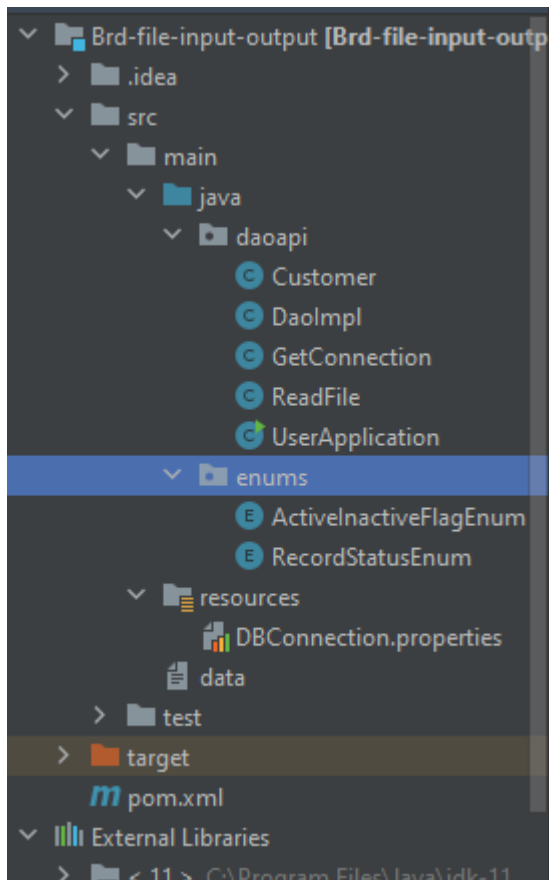 Brd-file-input-output [Brd-file-input-outp
.idea
src
main
java
daoapi
Customer
DaoImpl
GetConnection
ReadFile
UserApplication
enums
ActiveInactiveFlagEnum
RecordStatusEnum
resources
DBConnection.properties
data
test
target
pom.xml
External Libraries
< 11 > C:\Program Files\Java\jdk-11